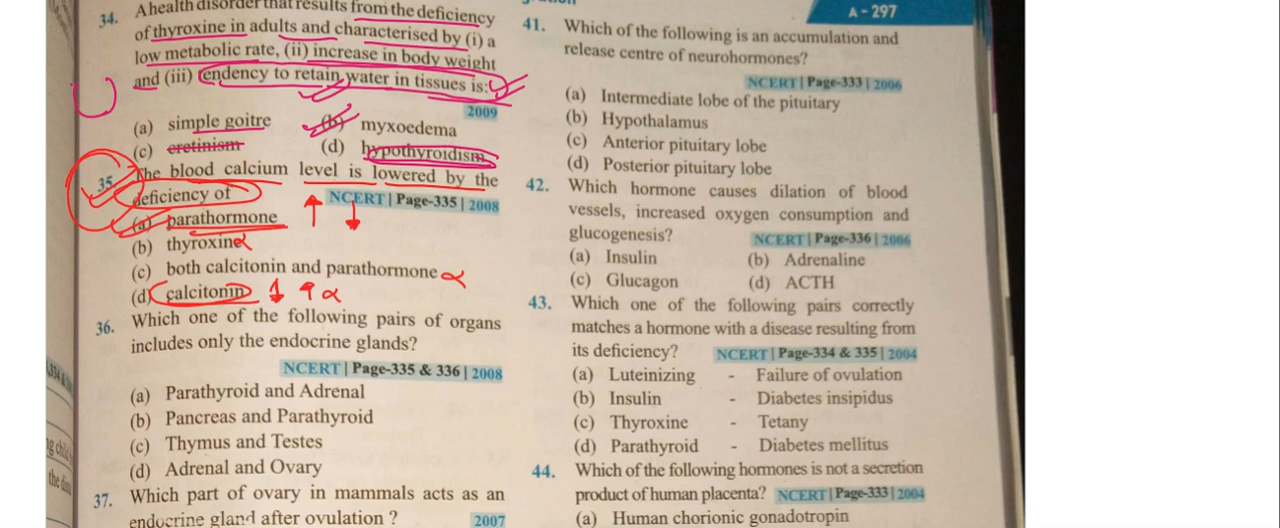 34. A health disorder that results from the deficiency
of thyroxine in adults and characterised by (i) a
low metabolic rate, (ii) increase in body weight
and (iii) tendency to retain water in tissues is:
2009
(a) simple goitre (b) myxoedema
(c) cretinism (d) hypothyroidism
35. The blood calcium level is lowered by the
deficiency of NCERT | Page-335 | 2008
(a) parathormone
(b) thyroxine
(c) both calcitonin and parathormone
(d) calcitonin
36. Which one of the following pairs of organs
includes only the endocrine glands?
NCERT | Page-335 & 336 | 2008
(a) Parathyroid and Adrenal
(b) Pancreas and Parathyroid
(c) Thymus and Testes
(d) Adrenal and Ovary
37. Which part of ovary in mammals acts as an
endocrine gland after ovulation ? 2007
A - 297
41. Which of the following is an accumulation and
release centre of neurohormones?
NCERT | Page-333 | 2006
(a) Intermediate lobe of the pituitary
(b) Hypothalamus
(c) Anterior pituitary lobe
(d) Posterior pituitary lobe
42. Which hormone causes dilation of blood
vessels, increased oxygen consumption and
glucogenesis? NCERT | Page-336 | 2006
(a) Insulin (b) Adrenaline
(c) Glucagon (d) ACTH
43. Which one of the following pairs correctly
matches a hormone with a disease resulting from
its deficiency? NCERT | Page-334 & 335 | 2004
(a) Luteinizing - Failure of ovulation
(b) Insulin - Diabetes insipidus
(c) Thyroxine - Tetany
(d) Parathyroid - Diabetes mellitus
44. Which of the following hormones is not a secretion
product of human placenta? NCERT | Page-333 | 2004
(a) Human chorionic gonadotropin